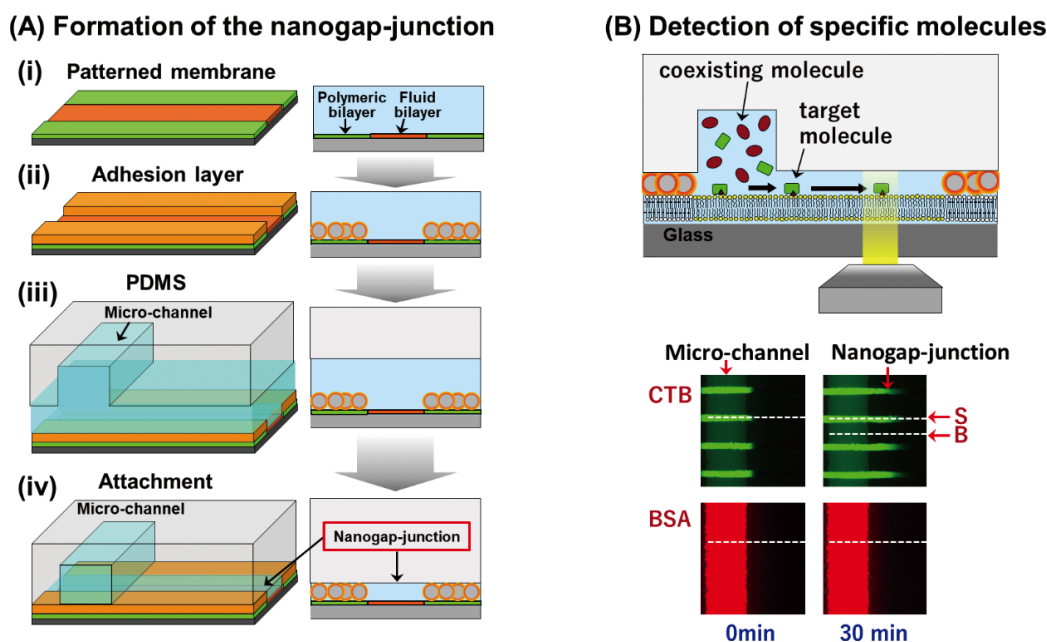 (A) Formation of the nanogap-junction
(i)
Patterned membrane
Polymeric
bilayer
Fluid
bilayer
(ii)
Adhesion layer
(iii)
PDMS
Micro-channel
(iv)
Attachment
Micro-channel
Nanogap-junction
(B) Detection of specific molecules
coexisting molecule
target
molecule
Glass
Micro-channel
Nanogap-junction
CTB
S
B
BSA
0min
30 min